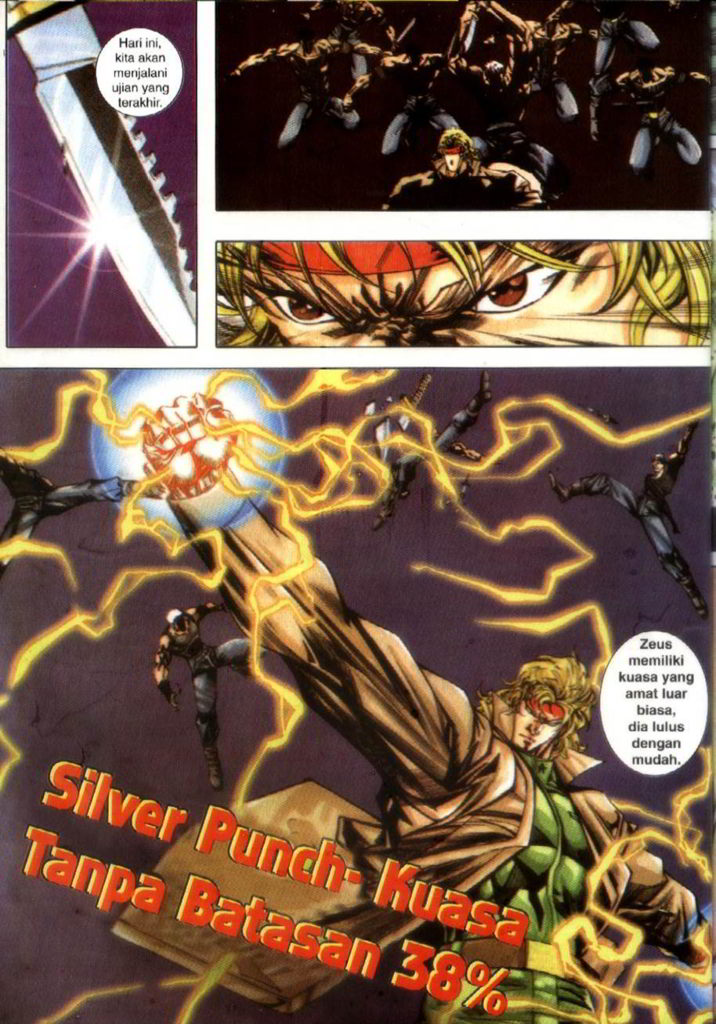 Hari ini,
kita akan
menjalani
ujian yang
terakhir.
Zeus
memiliki
kuasa yang
amat luar
biasa,
dia lulus
dengan
mudah.
Silver Punch- Kuasa
Tanpa Batasan 38%